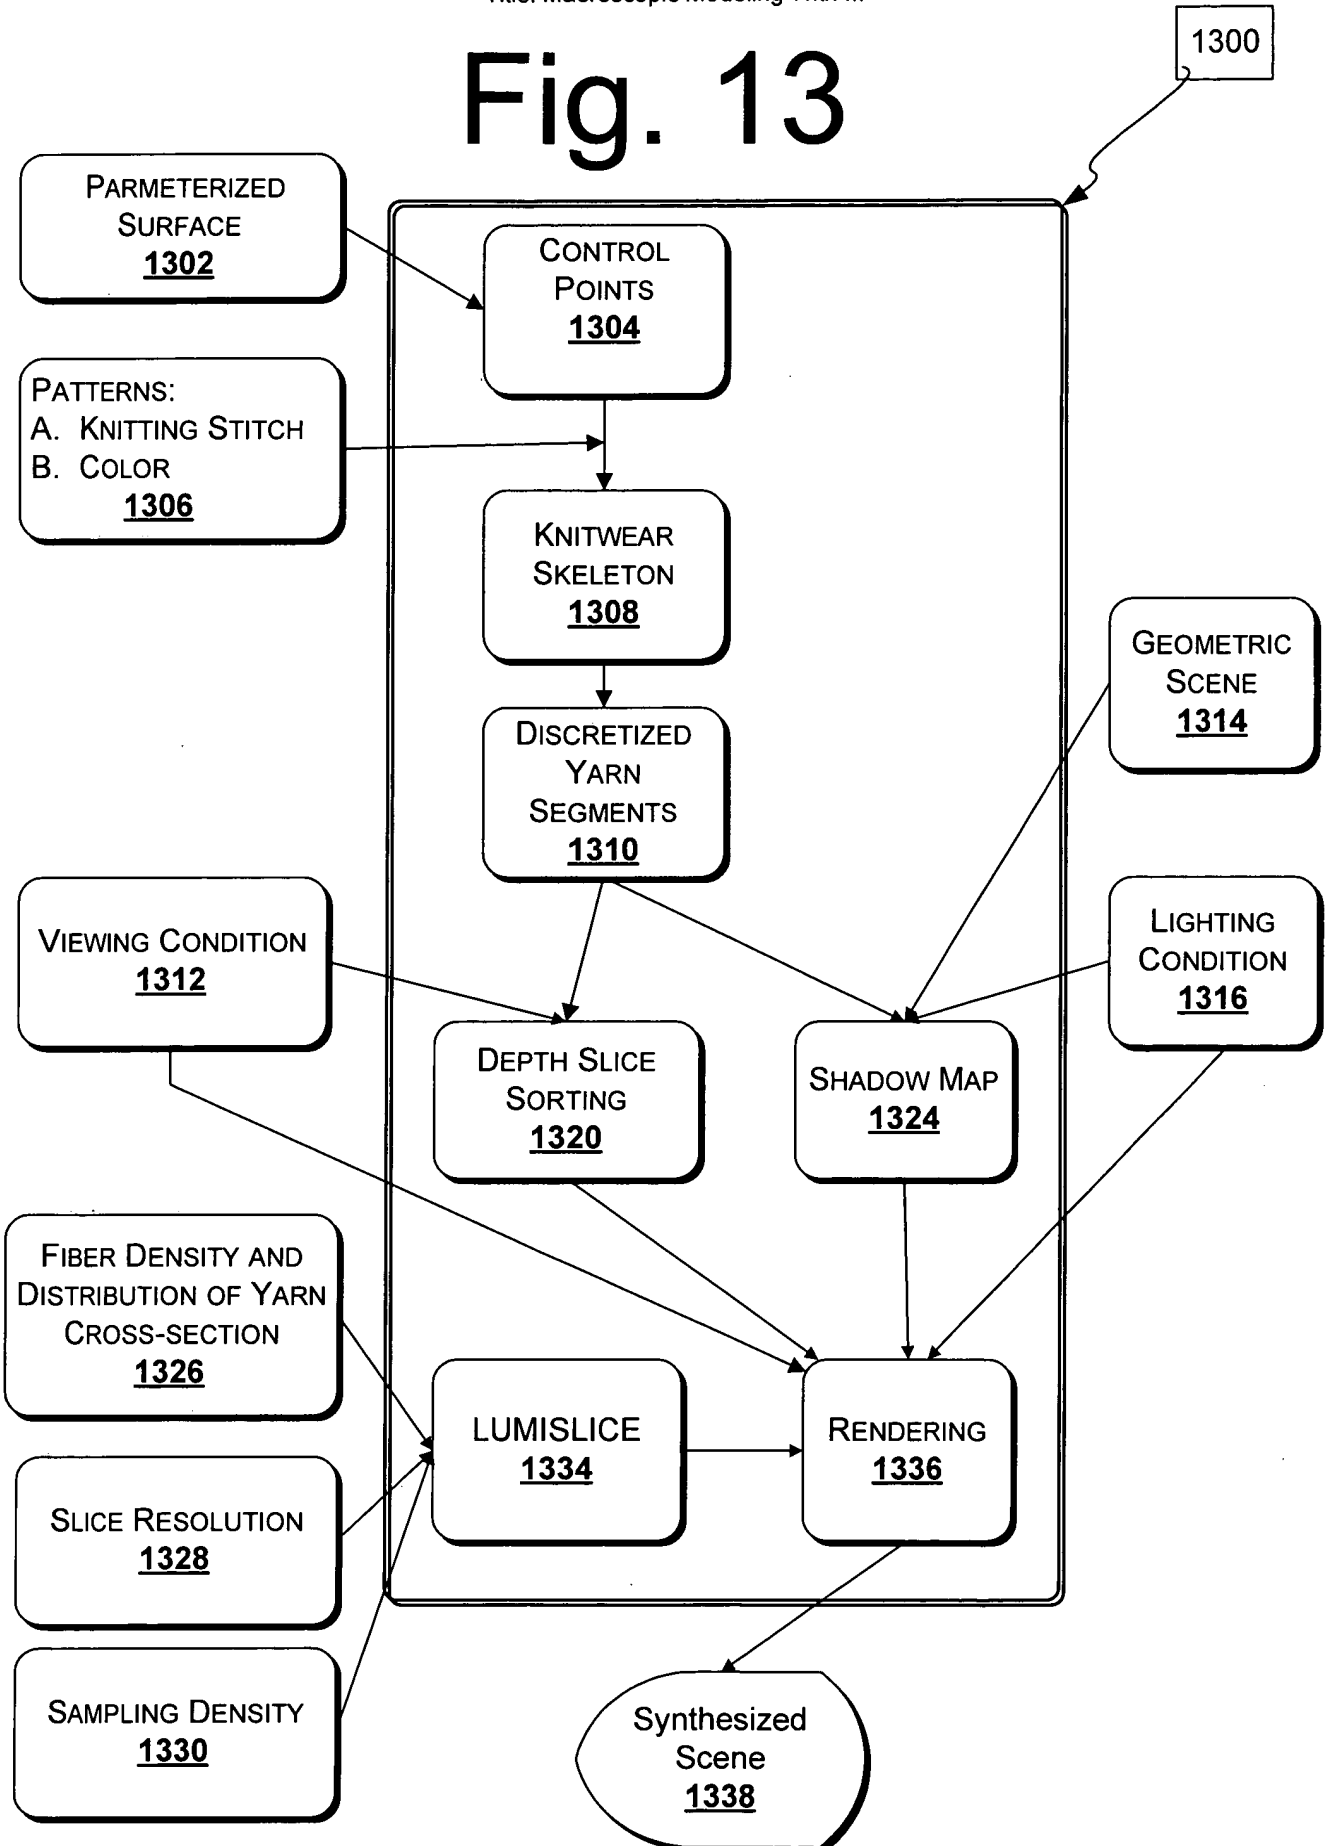 1300
Fig. 13
PARMETERIZED
SURFACE
1302
CONTROL
POINTS
1304
PATTERNS:
A. KNITTING STITCH
B. COLOR
1306
KNITWEAR
SKELETON
1308
GEOMETRIC
SCENE
1314
DISCRETIZED
YARN
SEGMENTS
1310
VIEWING CONDITION
1312
LIGHTING
CONDITION
1316
DEPTH SLICE
SORTING
1320
SHADOW MAP
1324
FIBER DENSITY AND
DISTRIBUTION OF YARN
CROSS-SECTION
1326
LUMISLICE
1334
RENDERING
1336
SLICE RESOLUTION
1328
SAMPLING DENSITY
1330
Synthesized
Scene
1338